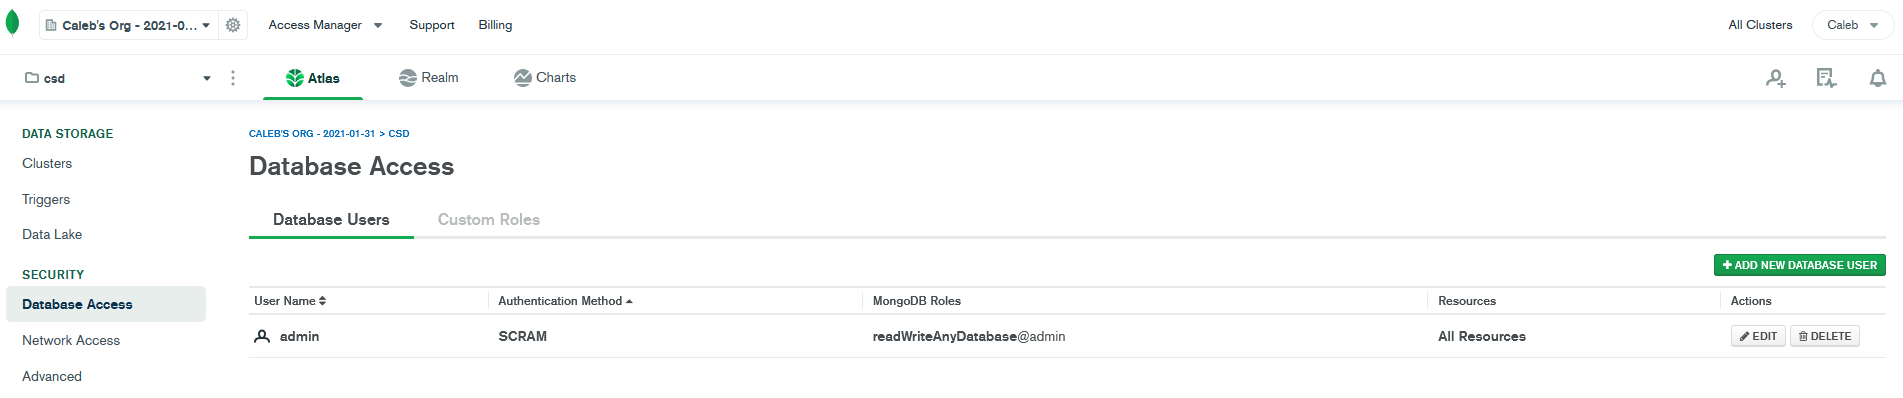 Caleb's Org - 2021-0...
Access Manager
Support
Billing
All Clusters
Caleb
csd
Atlas
Realm
Charts
DATA STORAGE
Clusters
Triggers
Data Lake
SECURITY
Database Access
Network Access
Advanced
CALEB'S ORG - 2021-01-31 > CSD
Database Access
Database Users
Custom Roles
ADD NEW DATABASE USER
User Name
Authentication Method
MongoDB Roles
Resources
Actions
admin
SCRAM
readWriteAnyDatabase@admin
All Resources
EDIT
DELETE